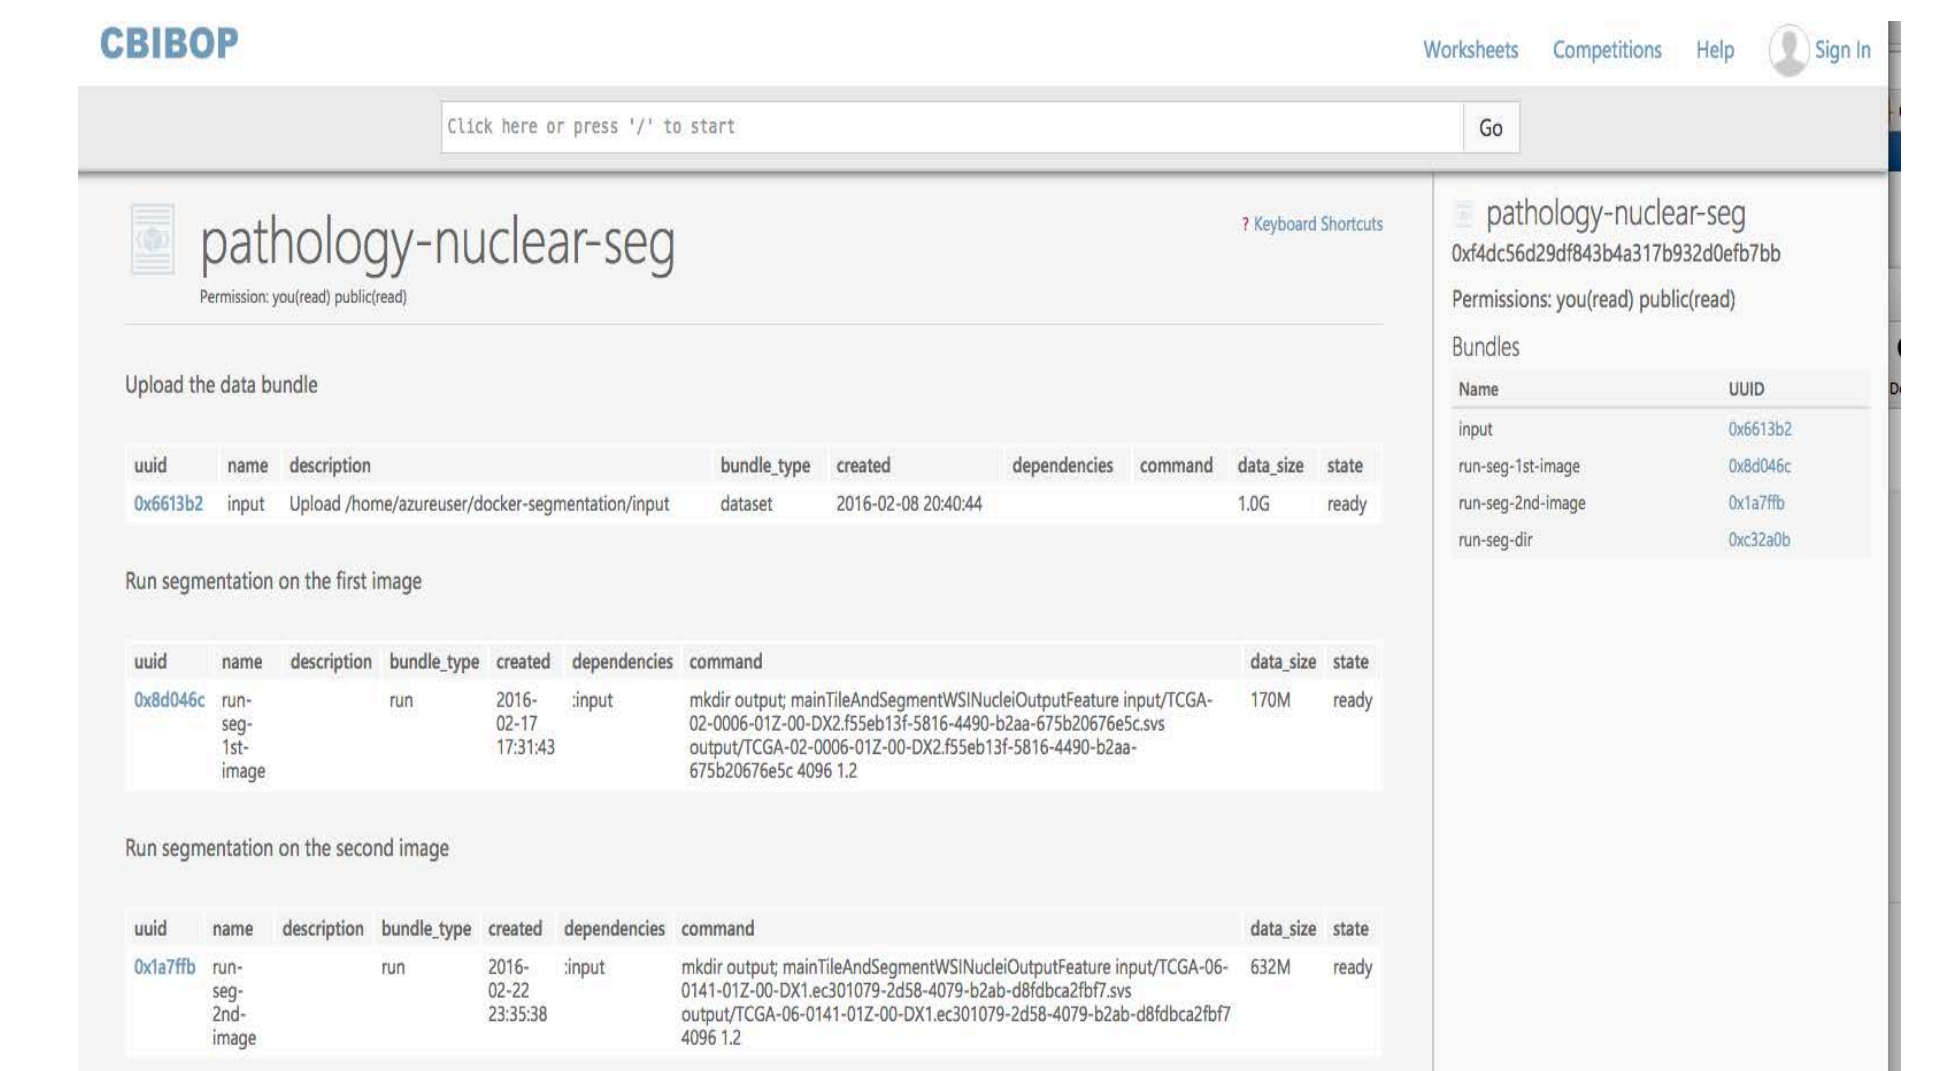 CBIBOP
Worksheets Competitions Help Sign In
Click here or press '/' to start
Go
pathology-nuclear-seg
? Keyboard Shortcuts
Permission: you(read) public(read)
Upload the data bundle
uuid name description bundle_type created dependencies command data_size state
0x6613b2 input Upload /home/azureuser/docker-segmentation/input dataset 2016-02-08 20:40:44 1.0G ready
Run segmentation on the first image
uuid name description bundle_type created dependencies command data_size state
0x8d046c run- run 2016- :input mkdir output; mainTileAndSegmentWSINucleiOutputFeature input/TCGA- 170M ready
seg- 02-17 02-0006-01Z-00-DX2.f55eb13f-5816-4490-b2aa-675b20676e5c.svs
1st- 17:31:43 output/TCGA-02-0006-01Z-00-DX2.f55eb13f-5816-4490-b2aa-
image 675b20676e5c 4096 1.2
Run segmentation on the second image
uuid name description bundle_type created dependencies command data_size state
0x1a7ffb run- run 2016- :input mkdir output; mainTileAndSegmentWSINucleiOutputFeature input/TCGA-06- 632M ready
seg- 02-22 0141-01Z-00-DX1.ec301079-2d58-4079-b2ab-d8fdbca2fbf7.svs
2nd- 23:35:38 output/TCGA-06-0141-01Z-00-DX1.ec301079-2d58-4079-b2ab-d8fdbca2fbf7
image 4096 1.2
pathology-nuclear-seg
0xf4dc56d29df843b4a317b932d0efb7bb
Permissions: you(read) public(read)
Bundles
Name UUID
input 0x6613b2
run-seg-1st-image 0x8d046c
run-seg-2nd-image 0x1a7ffb
run-seg-dir 0xc32a0b